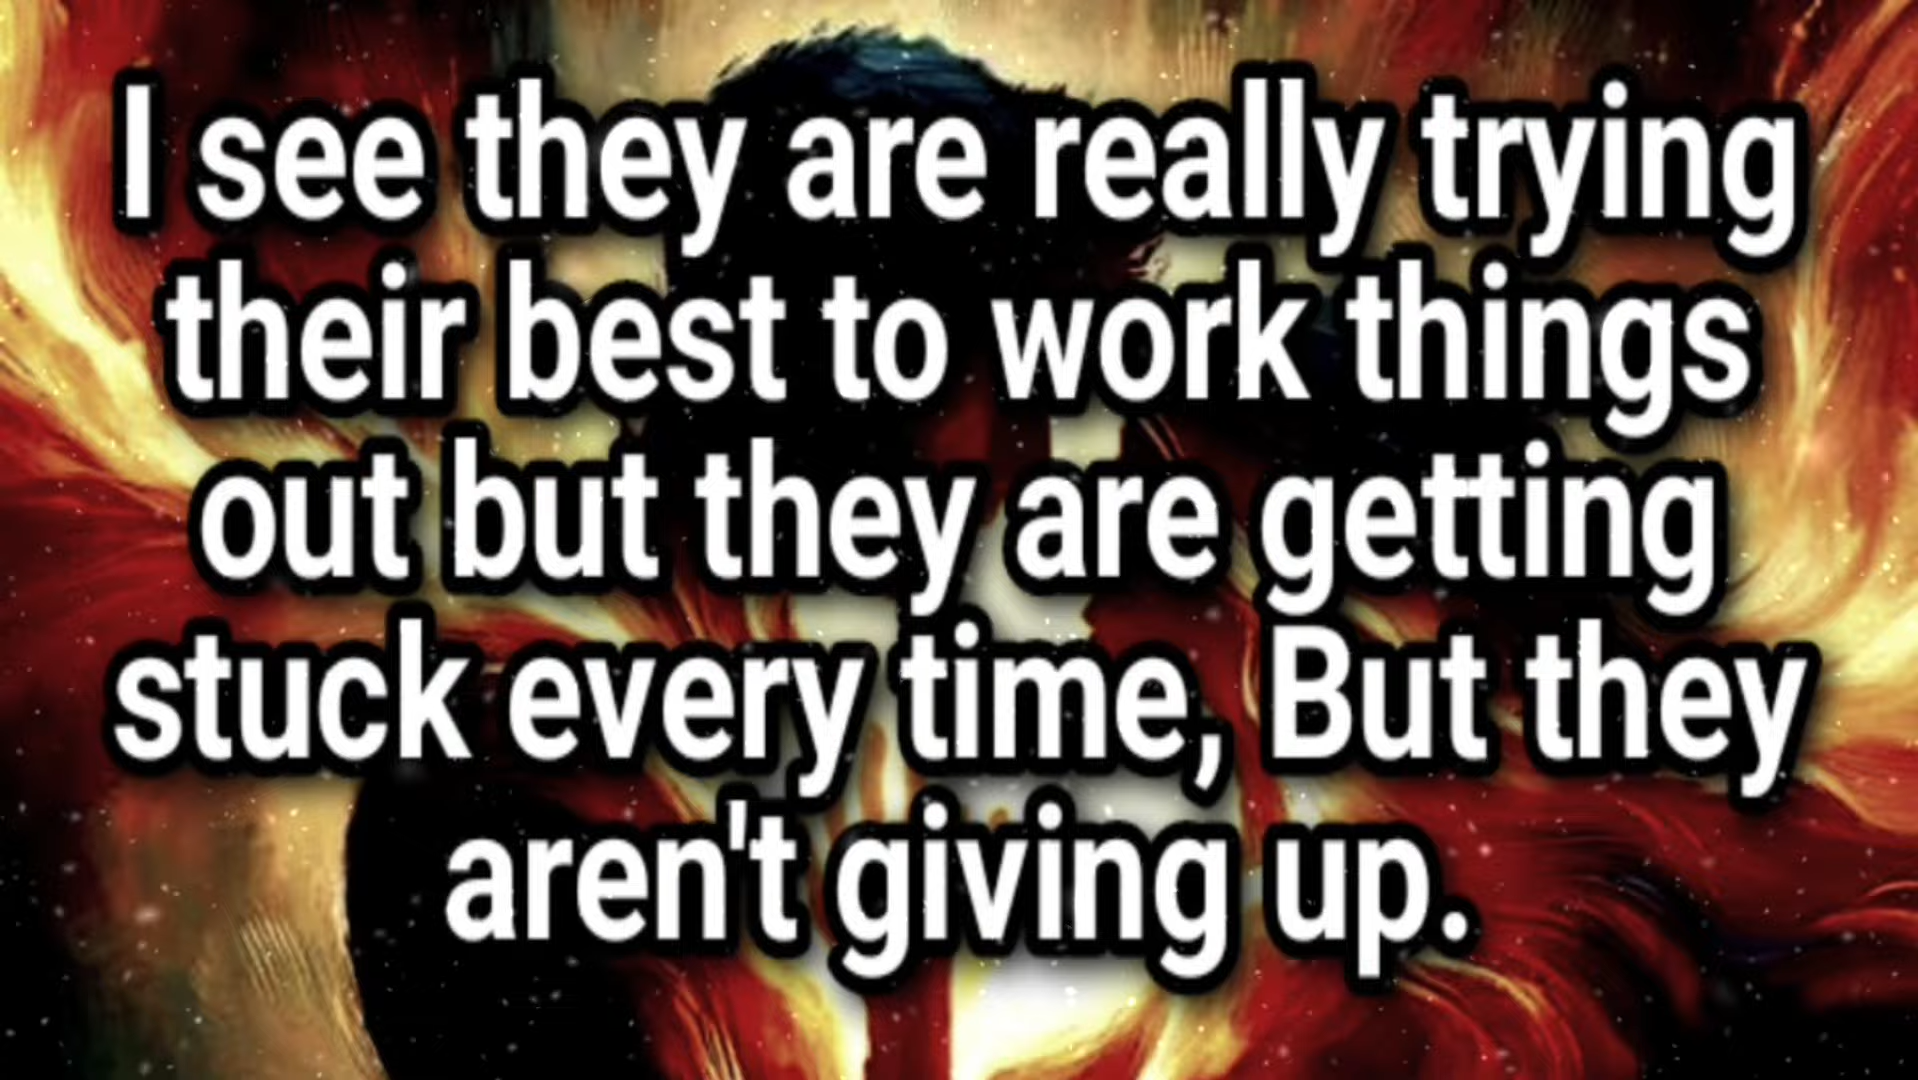 I see they are really trying
their best to work things
out but they are getting
stuck every time, But they
aren't giving up.